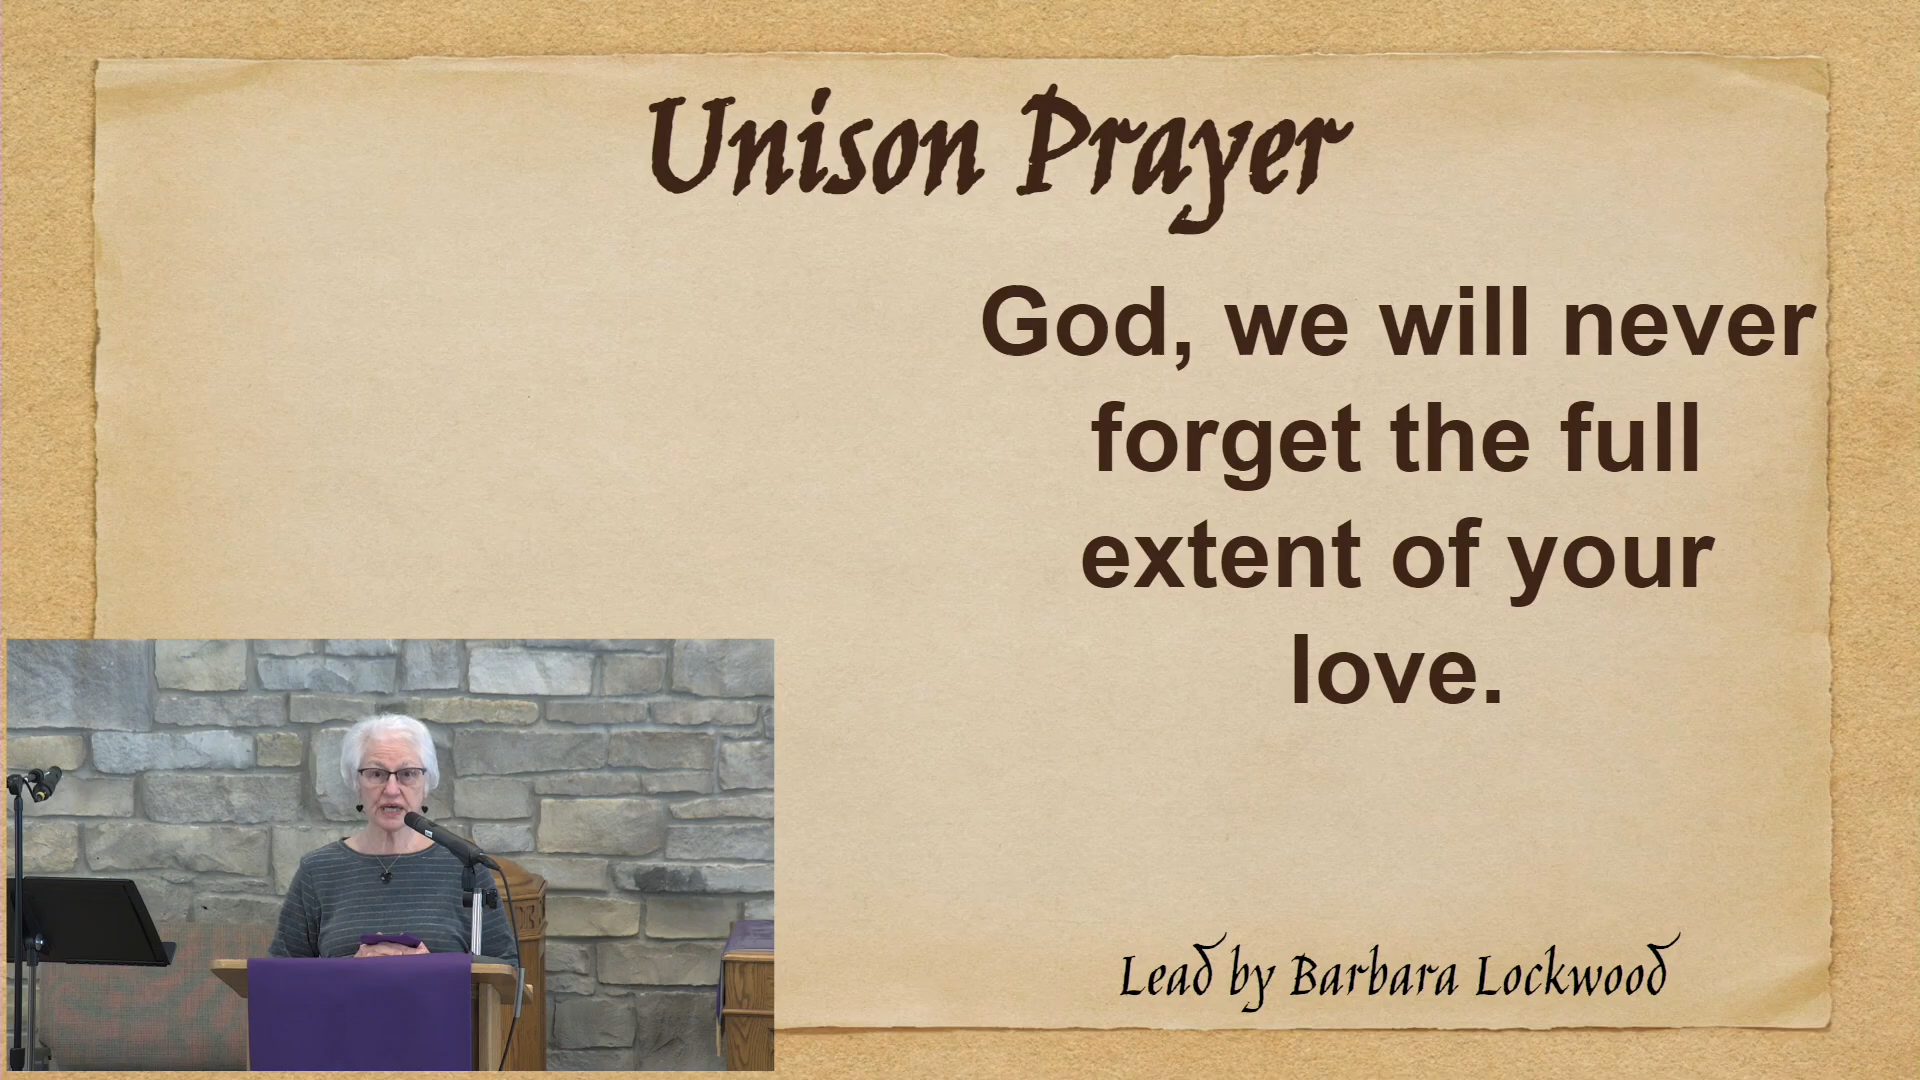 Unison Prayer
God, we will never
forget the full
extent of your
love.
Lead by Barbara Lockwood